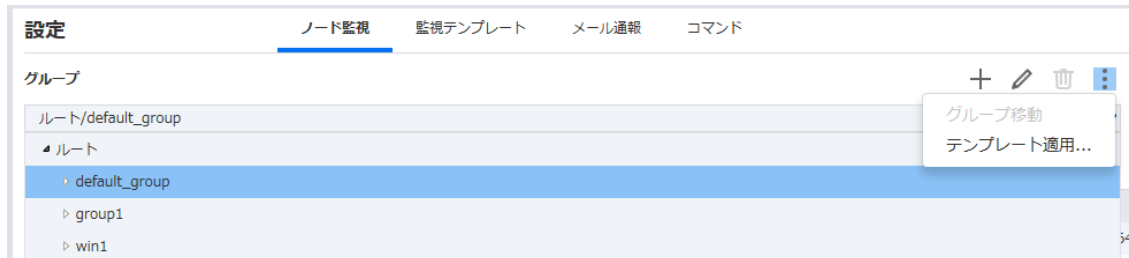 設定 ノード監視 監視テンプレート メール通報 コマンド
グループ
ルート/default_group
グループ移動
テンプレート適用...
ルート
default_group
group1
win1